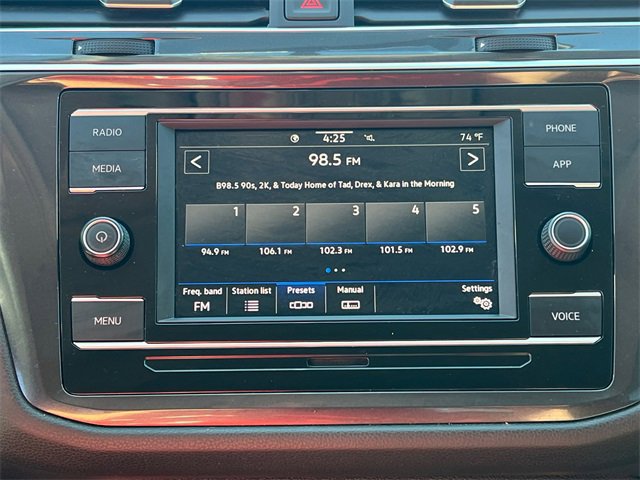 RADIO
MEDIA
MENU
PHONE
APP
VOICE
4:25
74 °F
98.5 FM
B98.5 90s, 2K, & Today Home of Tad, Drex, & Kara in the Morning
1 2 3 4 5
94.9 FM 106.1 FM 102.3 FM 101.5 FM 102.9 FM
Freq. band Station list Presets Manual Settings
FM